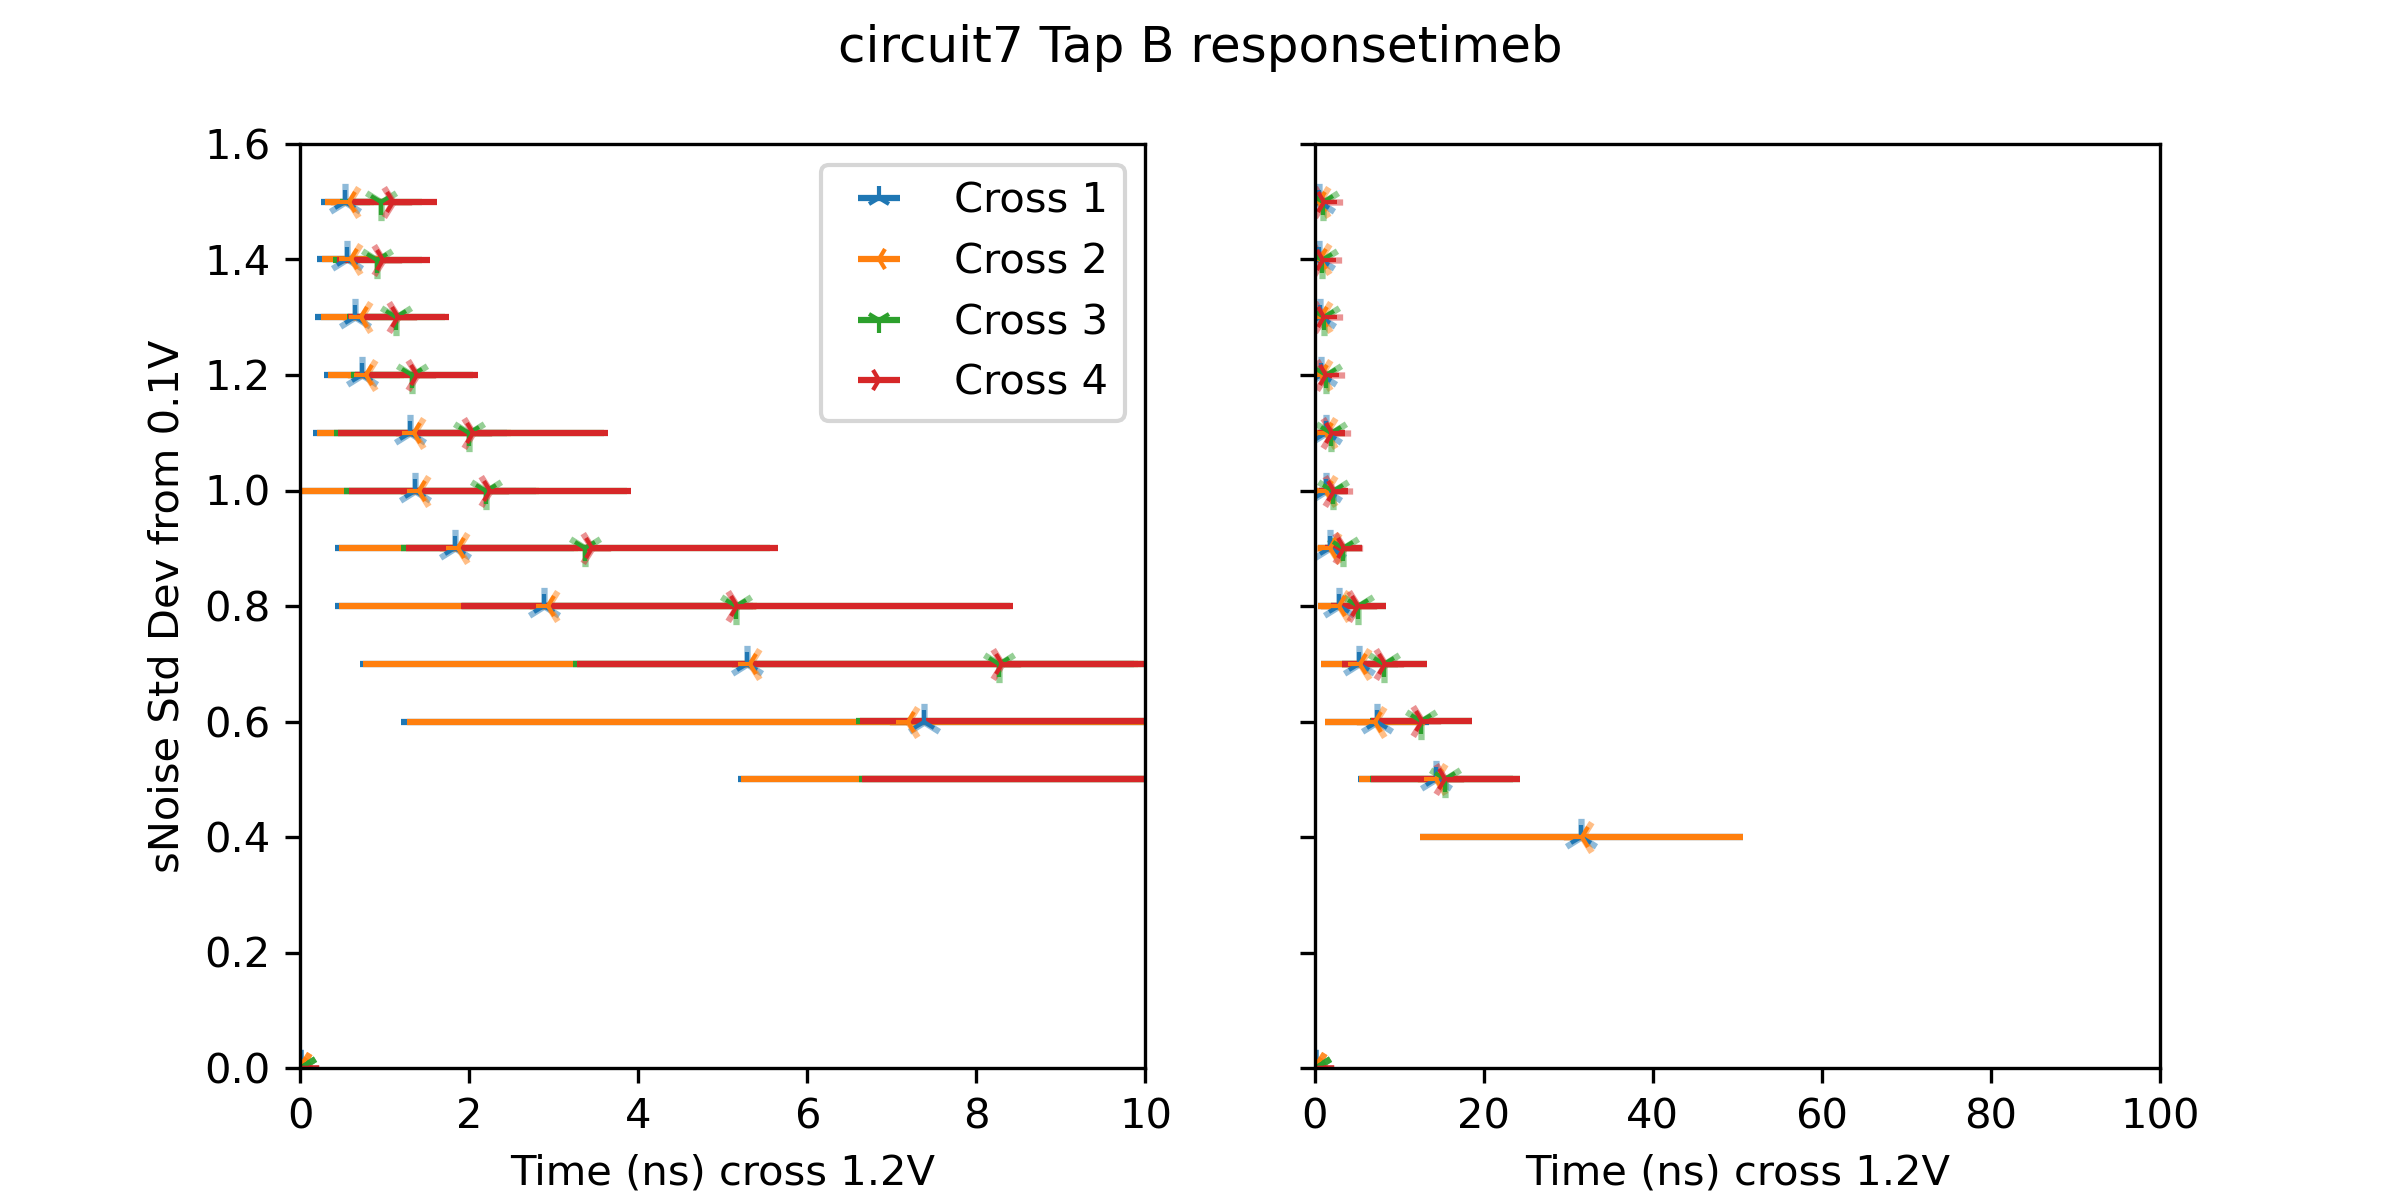 circuit7 Tap B responsetimeb
sNoise Std Dev from 0.1V
1.6
1.4
1.2
1.0
0.8
0.6
0.4
0.2
0.0
Cross 1
Cross 2
Cross 3
Cross 4
0 2 4 6 8 10
Time (ns) cross 1.2V
0 20 40 60 80 100
Time (ns) cross 1.2V